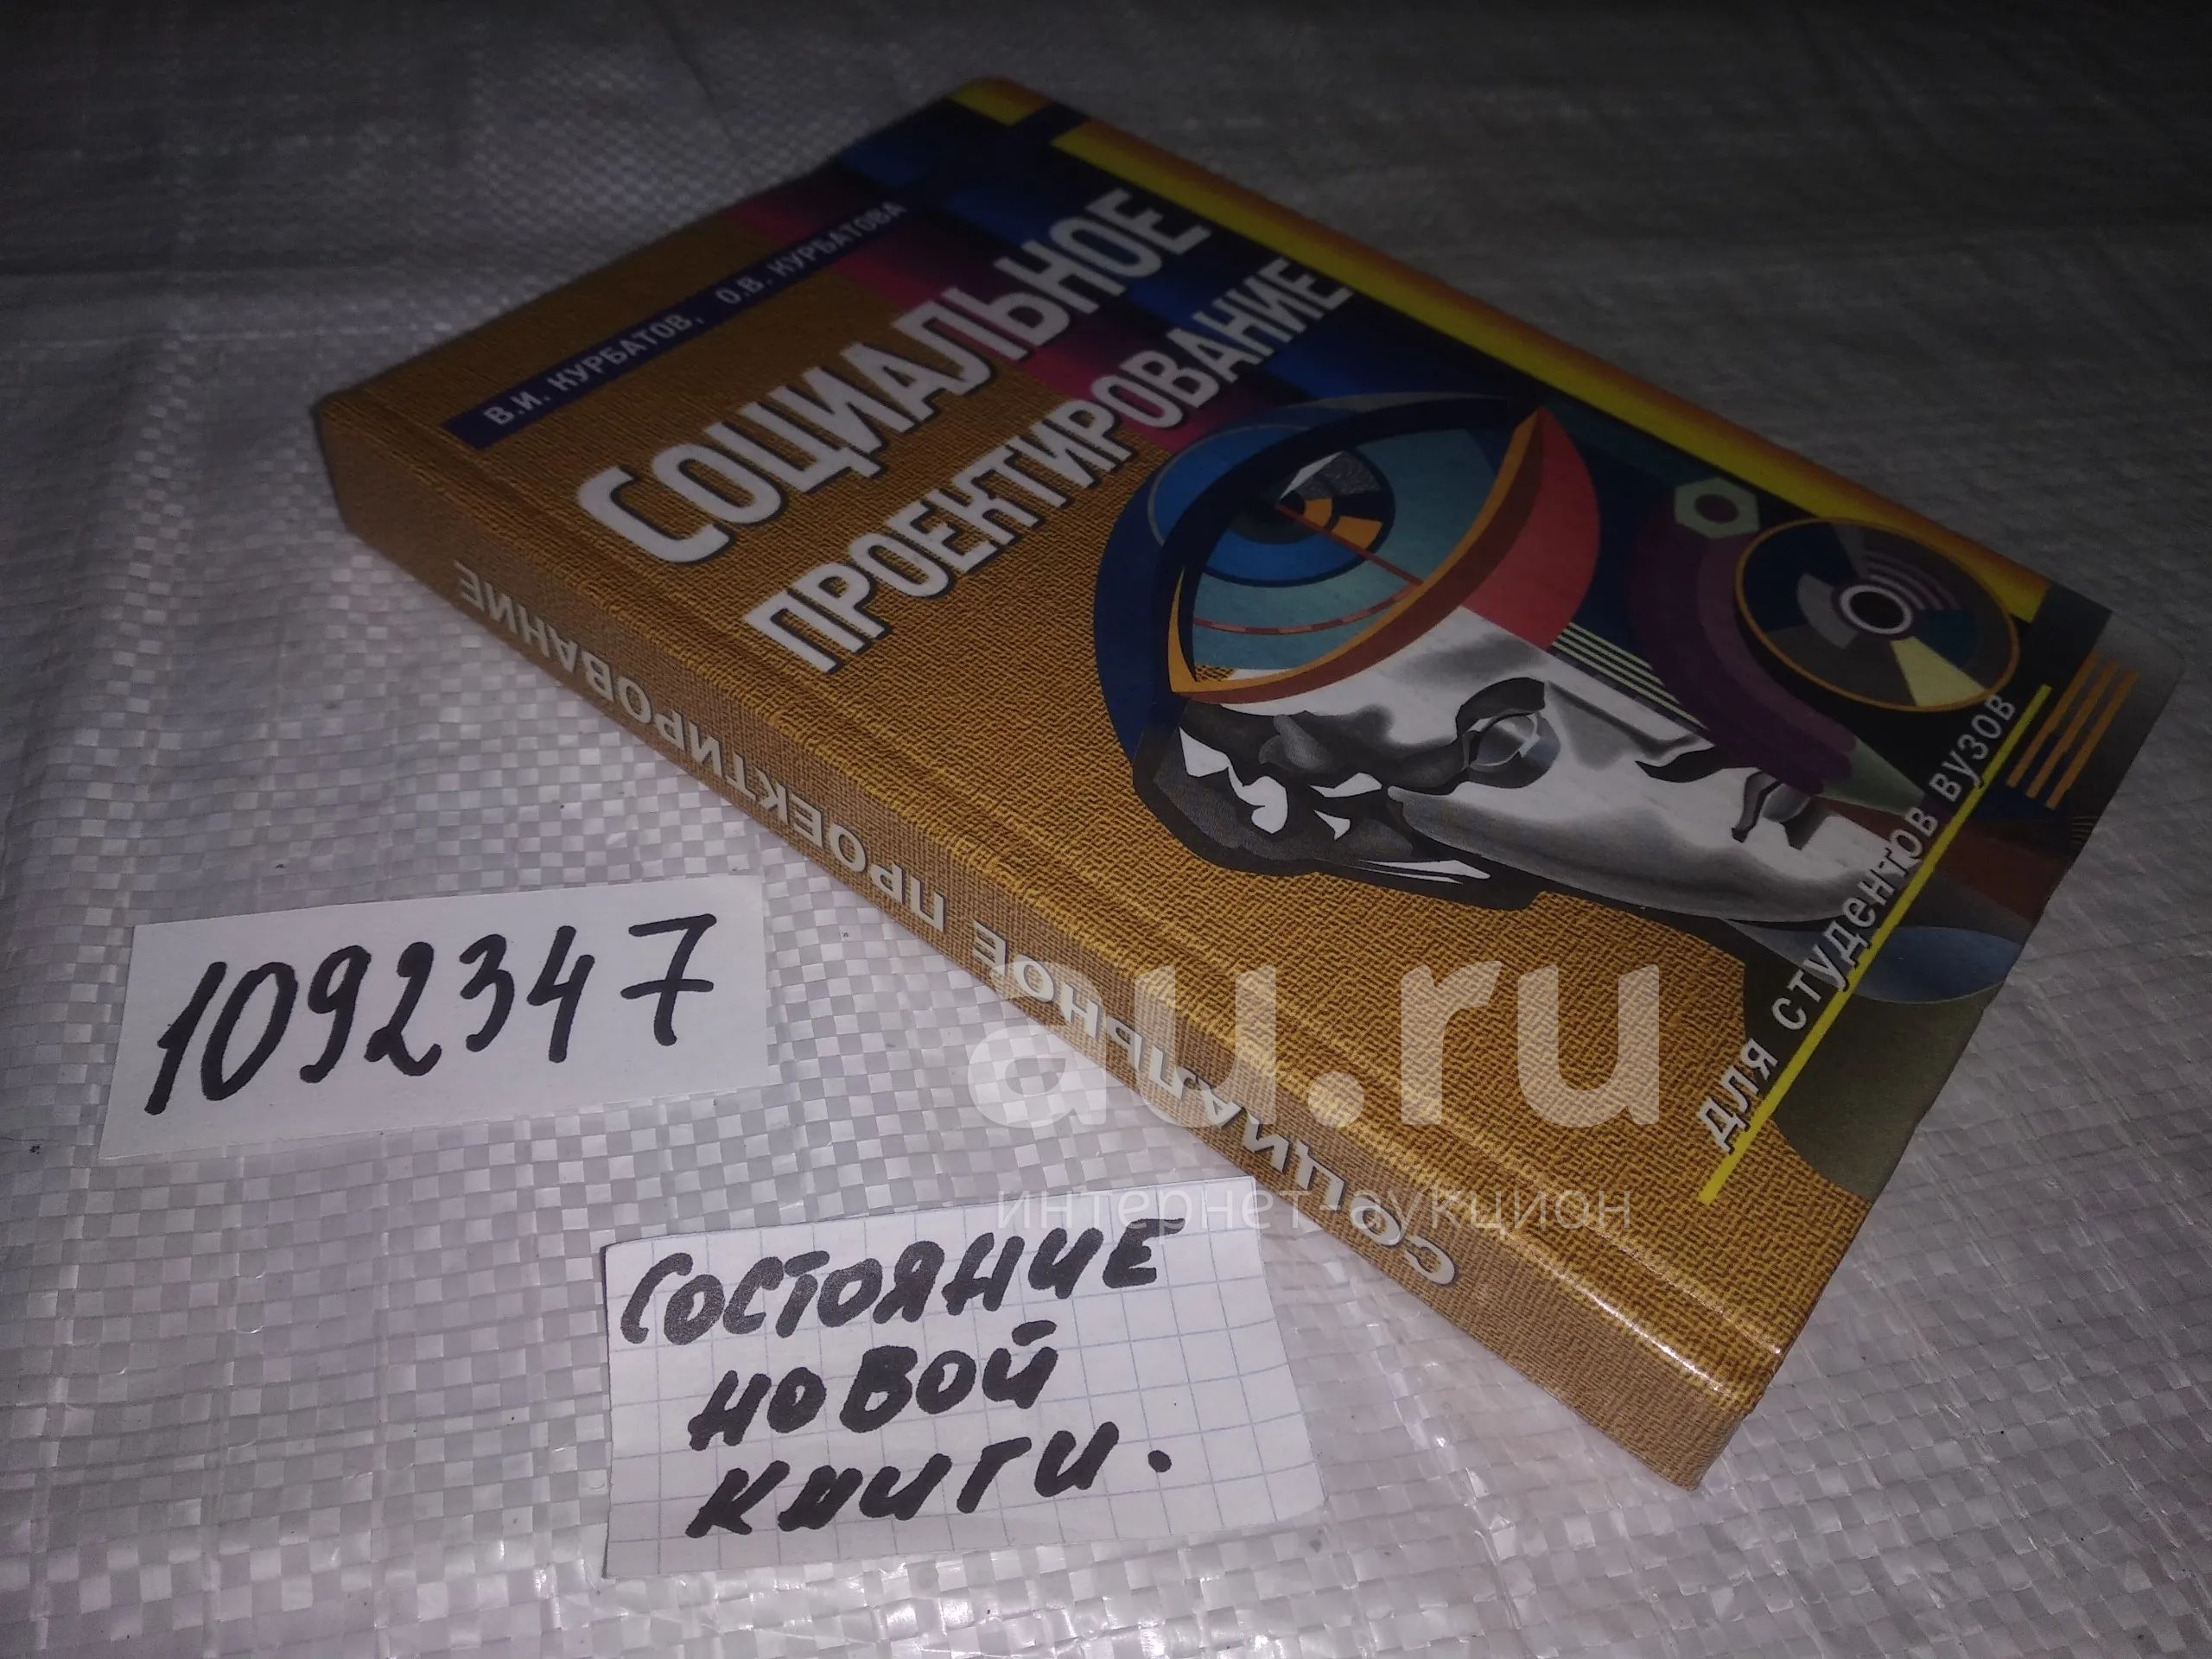 В.И. КУРБАТОВ, О.В. КУРБАТОВА
СОЦИАЛЬНОЕ
ПРОЕКТИРОВАНИЕ
для студентов вузов
СОЦИАЛЬНОЕ ПРОЕКТИРОВАНИЕ
1092347
au.ru
интернет-аукцион
СОСТОЯНИЕ
НОВОЙ
КНИГИ.